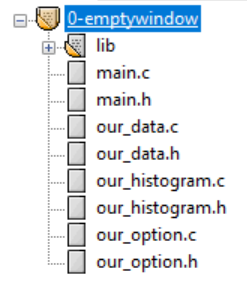 0-emptywindow
lib
main.c
main.h
our_data.c
our_data.h
our_histogram.c
our_histogram.h
our_option.c
our_option.h